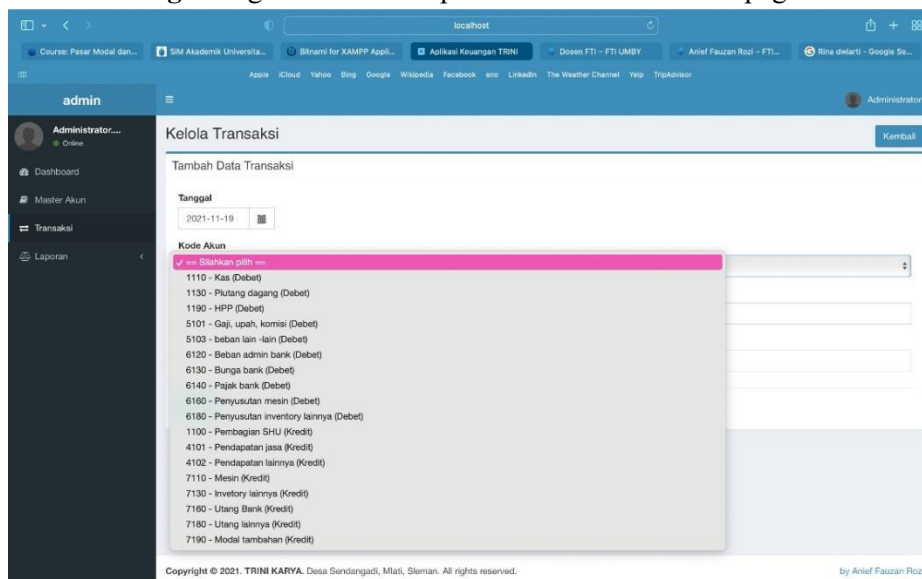 localhost
Course: Pasar Modal dan...
SIM Akademik Universita...
Bitnami for XAMPP Appli...
Aplikasi Keuangan TRINI
Dosen FTI – FTI UMBY
Anief Fauzan Rozi – FTI...
Rina dwiarti - Google Se...
Apple iCloud Yahoo Bing Google Wikipedia Facebook eno LinkedIn The Weather Channel Yelp TripAdvisor
admin
Administrator
Administrator....
Online
Kelola Transaksi
Kembali
Dashboard
Tambah Data Transaksi
Master Akun
Tanggal
Transaksi
2021-11-19
Laporan
Kode Akun
== Silahkan pilih ==
1110 - Kas (Debet)
1130 - Piutang dagang (Debet)
1190 - HPP (Debet)
5101 - Gaji, upah, komisi (Debet)
5103 - beban lain -lain (Debet)
6120 - Beban admin bank (Debet)
6130 - Bunga bank (Debet)
6140 - Pajak bank (Debet)
6160 - Penyusutan mesin (Debet)
6180 - Penyusutan inventory lainnya (Debet)
1100 - Pembagian SHU (Kredit)
4101 - Pendapatan jasa (Kredit)
4102 - Pendapatan lainnya (Kredit)
7110 - Mesin (Kredit)
7130 - Invetory lainnya (Kredit)
7160 - Utang Bank (Kredit)
7180 - Utang lainnya (Kredit)
7190 - Modal tambahan (Kredit)
Copyright © 2021. TRINI KARYA. Desa Sendangadi, Mlati, Sleman. All rights reserved.
by Anief Fauzan Roz